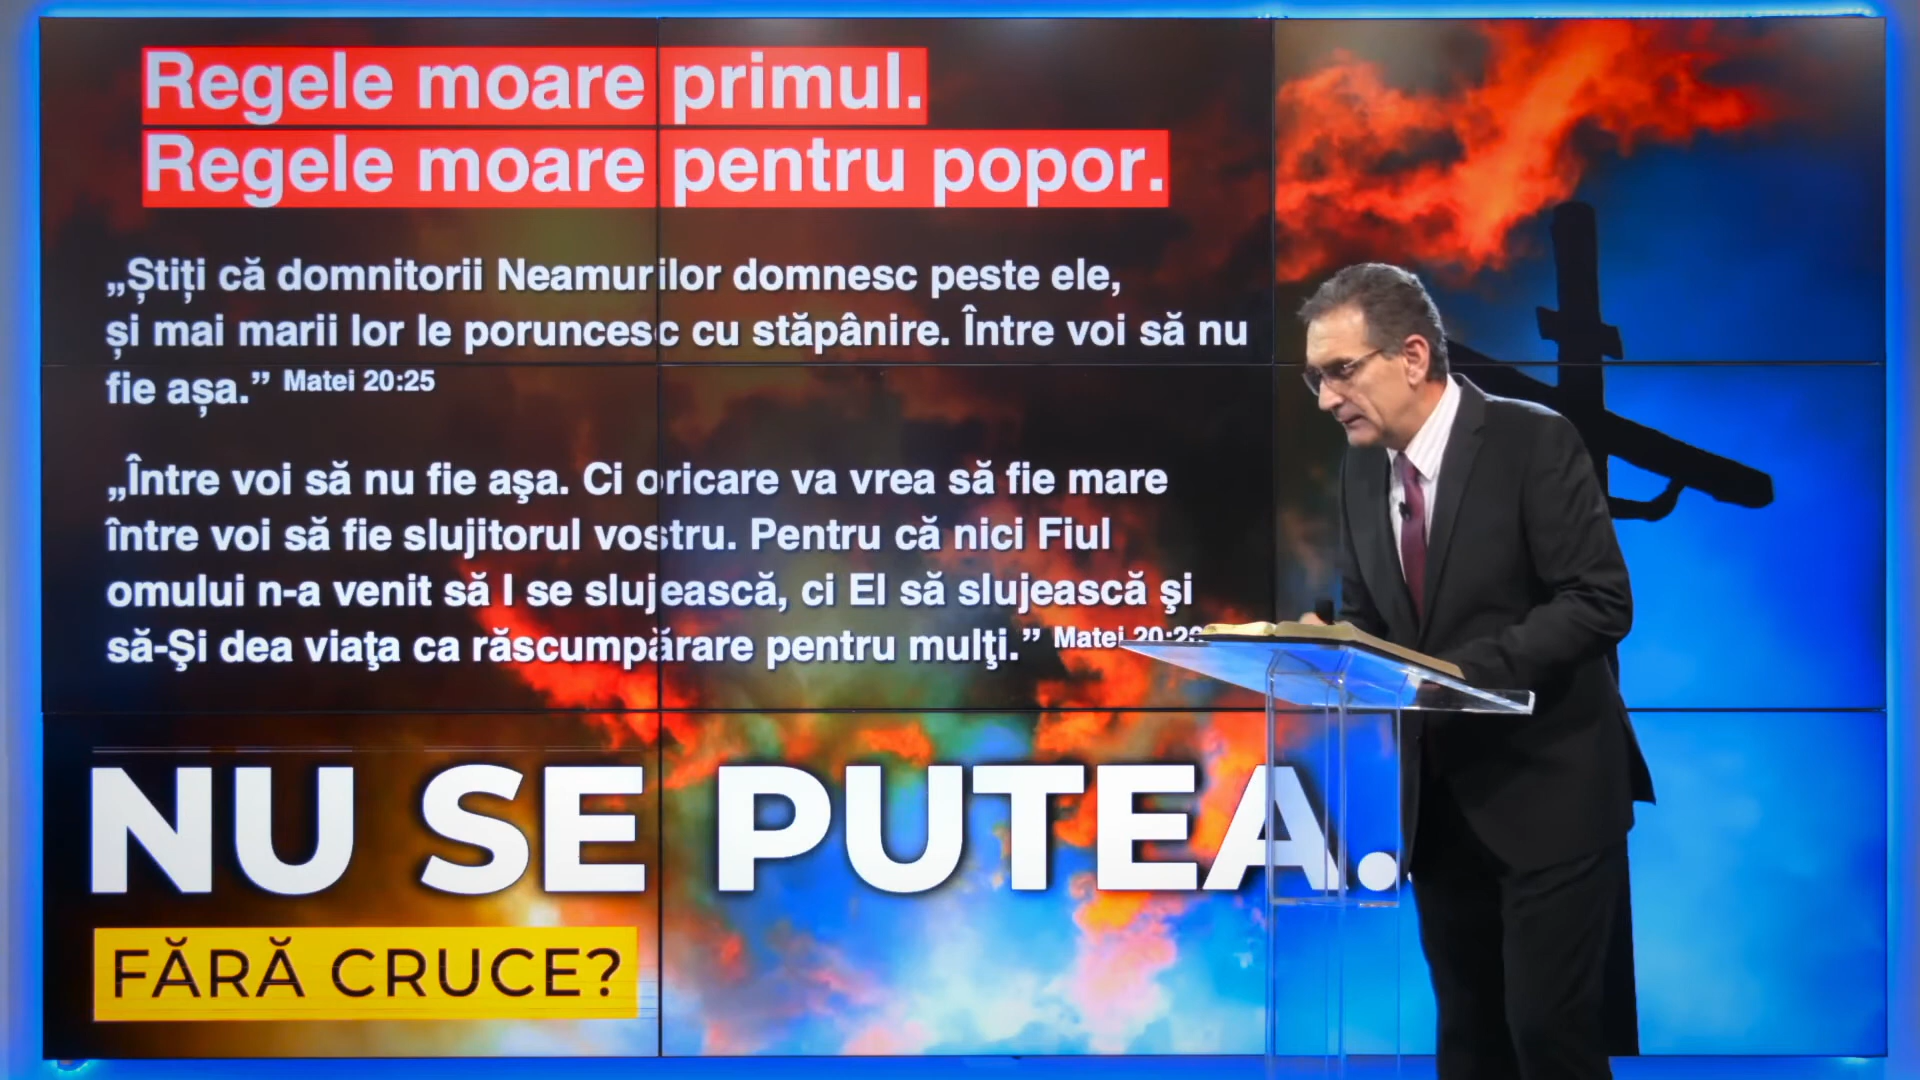 Regele moare primul.
Regele moare pentru popor.
„Știți că domnitorii Neamurilor domnesc peste ele,
și mai marii lor le poruncesc cu stăpânire. Între voi să nu
fie așa.” Matei 20:25
„Între voi să nu fie aşa. Ci oricare va vrea să fie mare
între voi să fie slujitorul vostru. Pentru că nici Fiul
omului n-a venit să I se slujească, ci El să slujească şi
să-Şi dea viaţa ca răscumpărare pentru mulţi.” Matei
NU SE PUTEA.
FĂRĂ CRUCE?